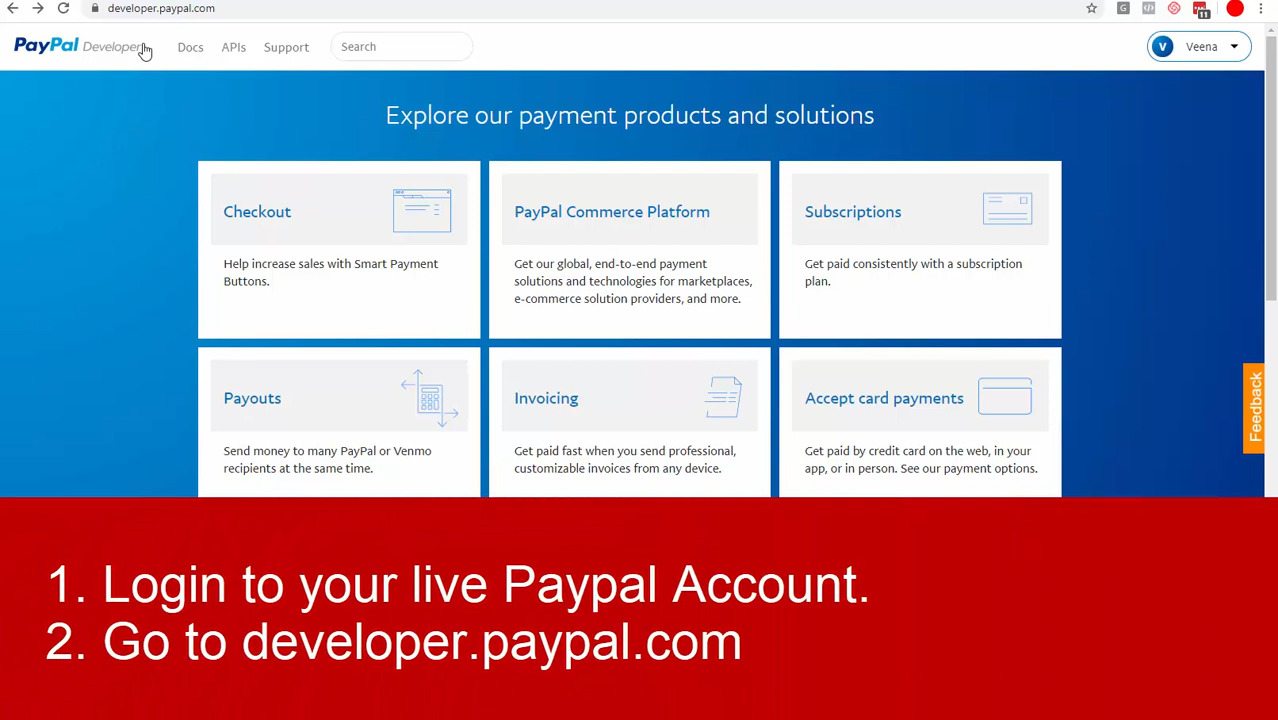 developer.paypal.com
11
PayPal Developer
Docs
APIs
Support
Search
V
Veena
Explore our payment products and solutions
Checkout
Help increase sales with Smart Payment
Buttons.
PayPal Commerce Platform
Get our global, end-to-end payment
solutions and technologies for marketplaces,
e-commerce solution providers, and more.
Subscriptions
Get paid consistently with a subscription
plan.
Payouts
Send money to many PayPal or Venmo
recipients at the same time.
Invoicing
Get paid fast when you send professional,
customizable invoices from any device.
Accept card payments
Get paid by credit card on the web, in your
app, or in person. See our payment options.
Feedback
1. Login to your live Paypal Account.
2. Go to developer.paypal.com